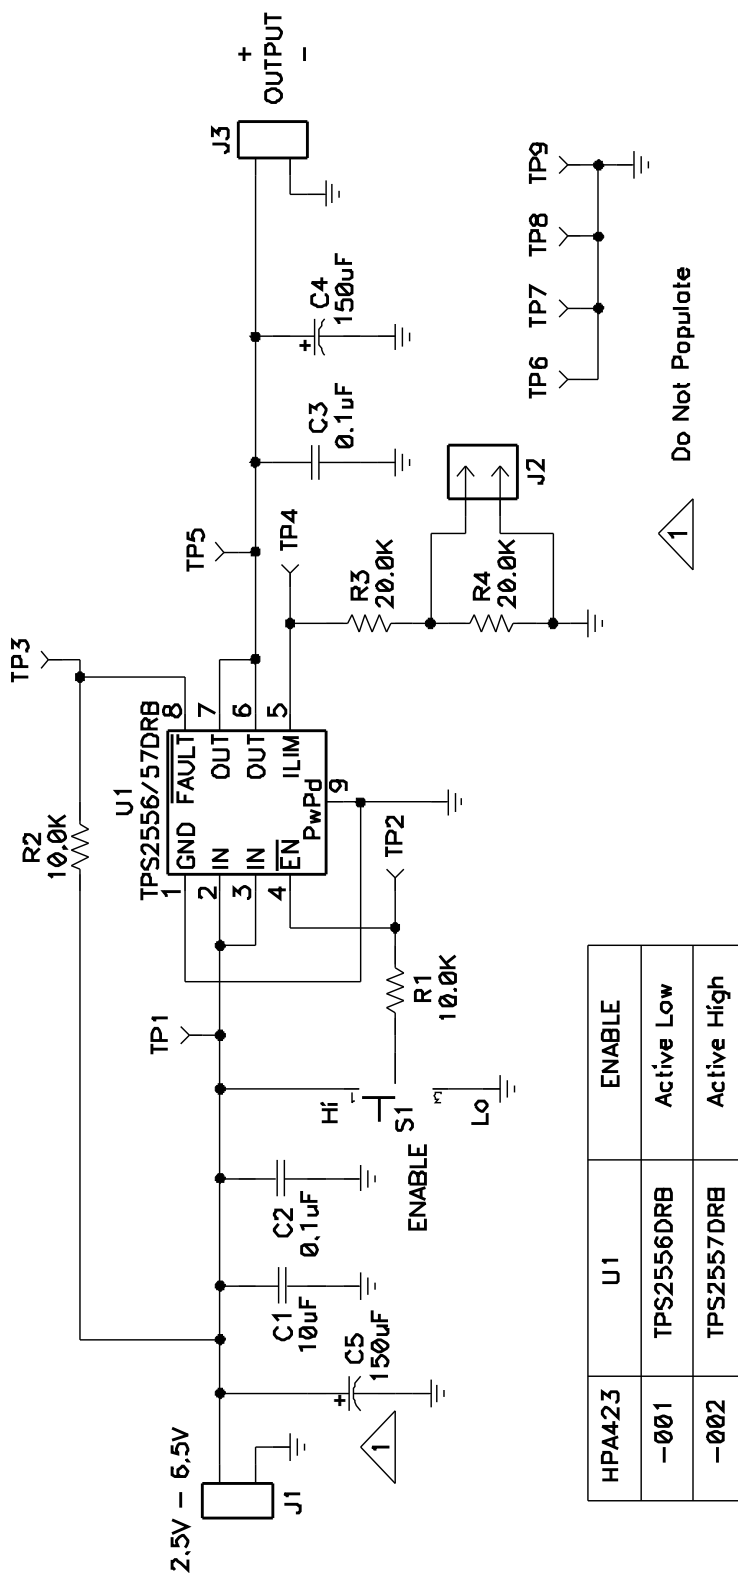 2.5V - 6.5V
J1
C5
150uF
1
C1
10uF
C2
0.1uF
TP1
Hi
1
S1
ENABLE
3
Lo
R1
10.0K
TP2
R2
10.0K
TP3
U1
TPS2556/57DRB
1
GND
2
IN
3
IN
4
EN
FAULT
8
OUT
7
OUT
6
ILIM
5
PwPd
9
TP5
TP4
R3
20.0K
R4
20.0K
J2
C3
0.1uF
C4
150uF
J3
+
OUTPUT
-
TP6
TP7
TP8
TP9
1
Do Not Populate
HPA423 U1 ENABLE
-001 TPS2556DRB Active Low
-002 TPS2557DRB Active High